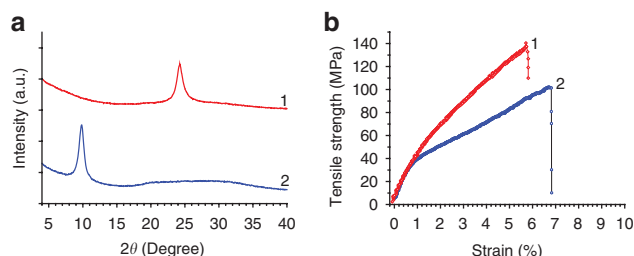 a
Intensity (a.u.)
1
2
5 10 15 20 25 30 35 40
2θ (Degree)
b
Tensile strength (MPa)
140
120
100
80
60
40
20
0
1
2
0 1 2 3 4 5 6 7 8 9 10
Strain (%)